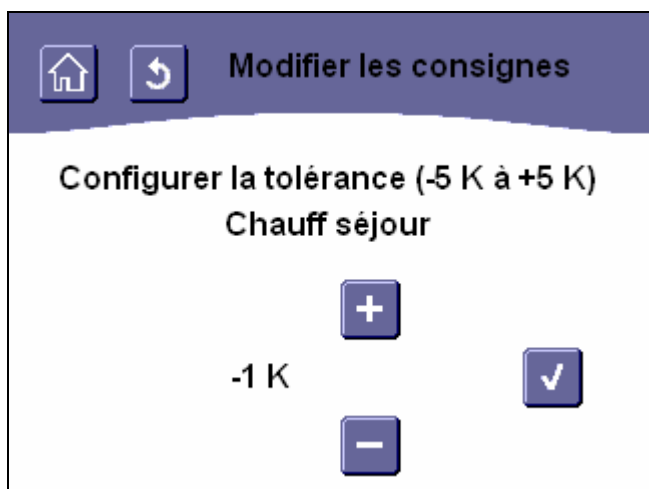 Modifier les consignes
Configurer la tolérance (-5 K à +5 K)
Chauff séjour
-1 K